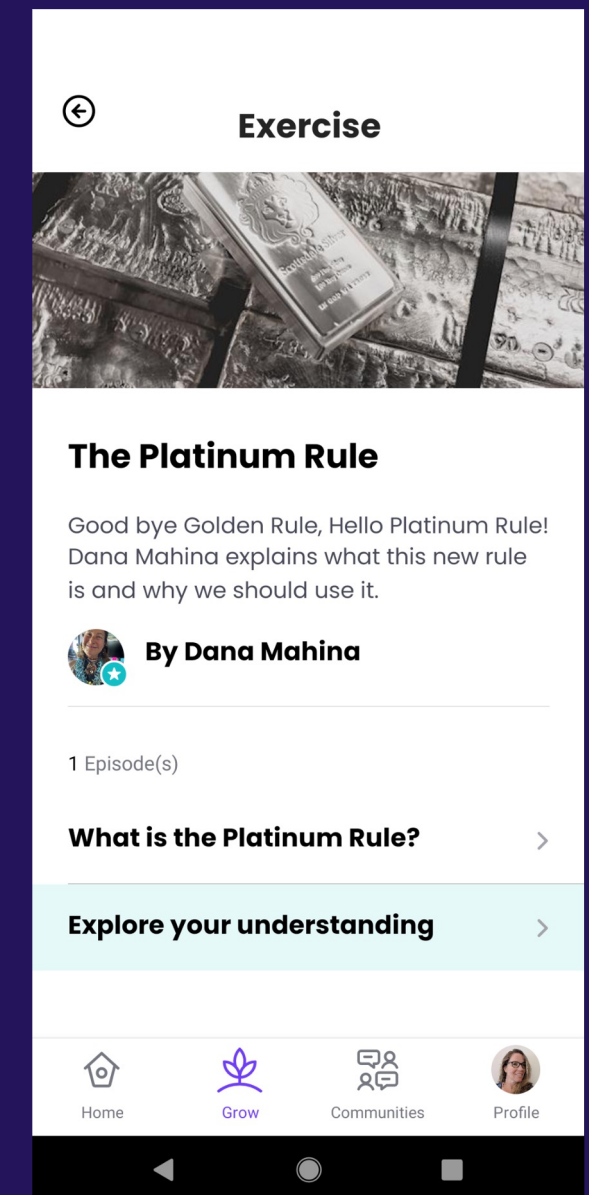 Exercise
The Platinum Rule
Good bye Golden Rule, Hello Platinum Rule!
Dana Mahina explains what this new rule
is and why we should use it.
By Dana Mahina
1 Episode(s)
What is the Platinum Rule?
Explore your understanding
Home
Grow
Communities
Profile